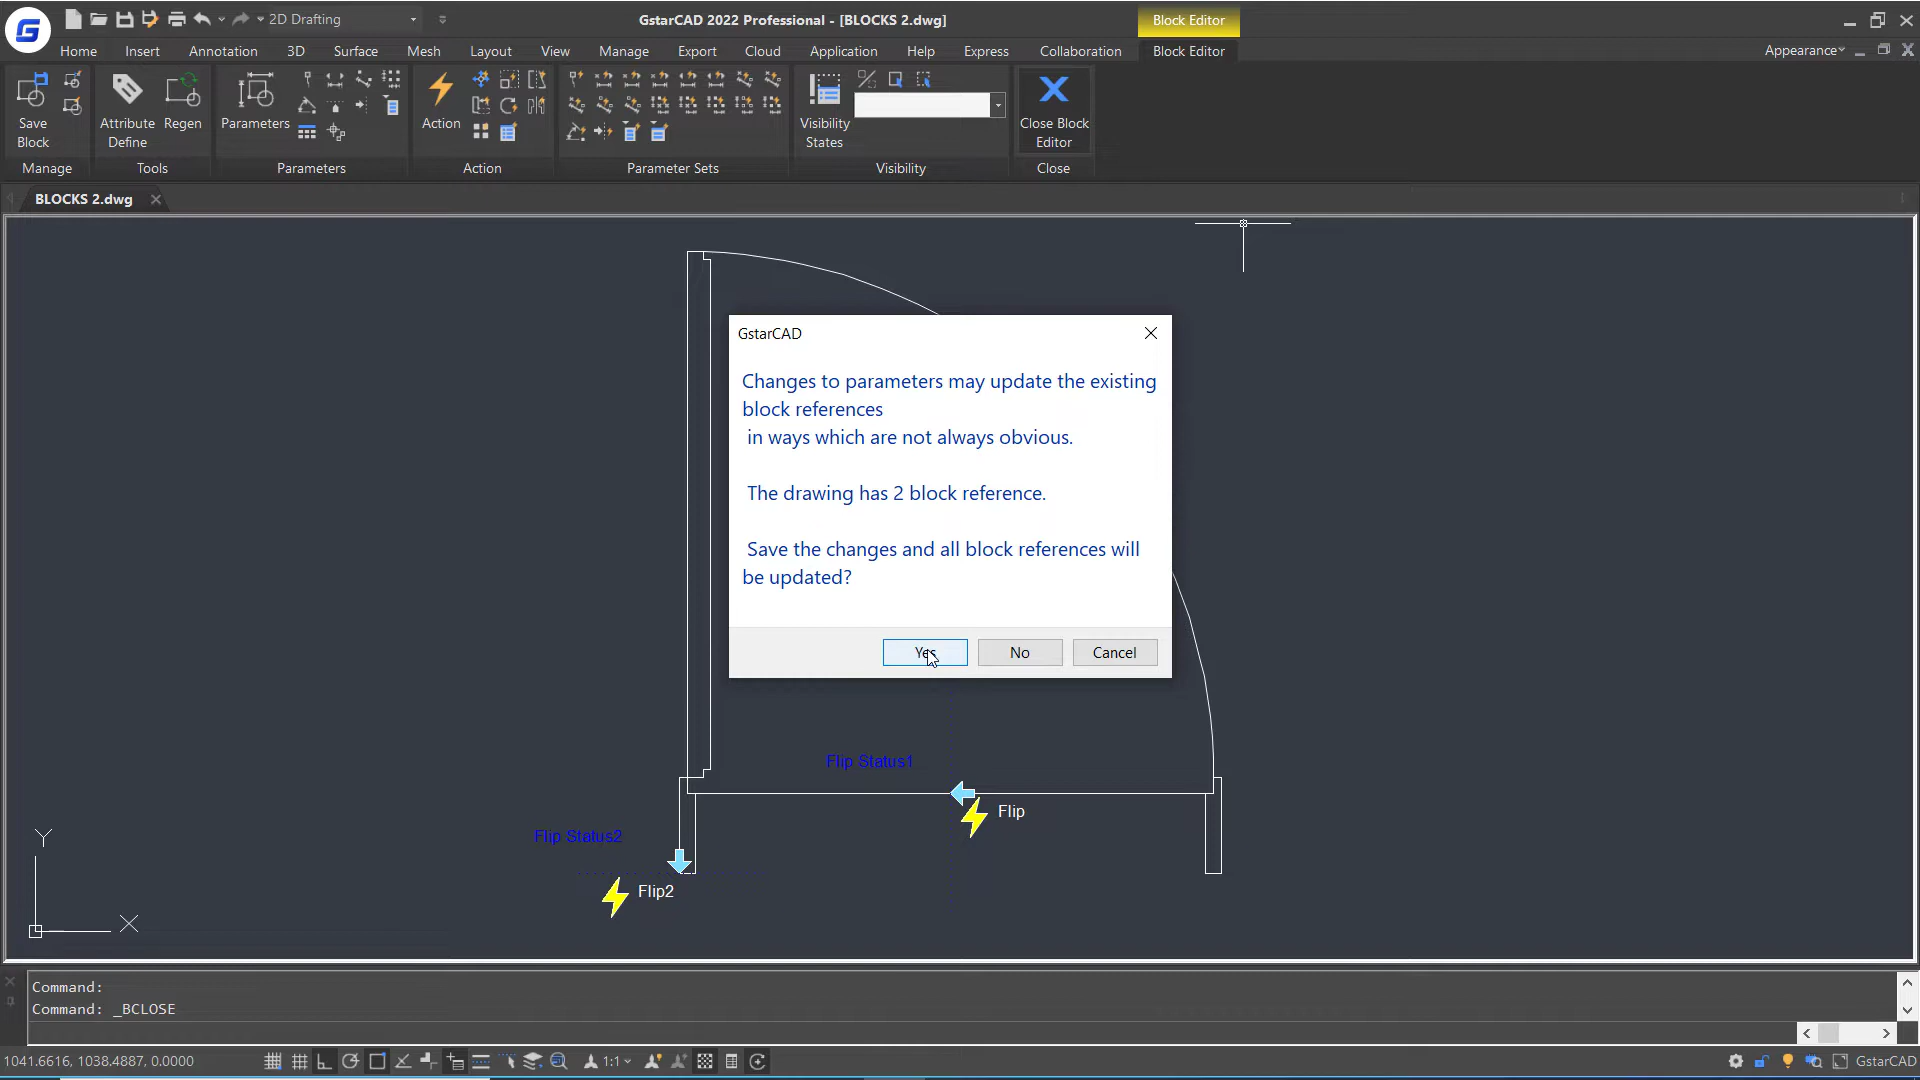 2D Drafting
GstarCAD 2022 Professional - [BLOCKS 2.dwg]
Block Editor
Home Insert Annotation 3D Surface Mesh Layout View Manage Export Cloud Application Help Express Collaboration Block Editor
Appearance
Save Block
Attribute Define
Regen
Parameters
Action
Visibility States
Close Block Editor
Manage Tools Parameters Action Parameter Sets Visibility Close
BLOCKS 2.dwg
GstarCAD
Changes to parameters may update the existing
block references
in ways which are not always obvious.
The drawing has 2 block reference.
Save the changes and all block references will
be updated?
Yes No Cancel
Flip Status1
Flip
Flip Status2
Flip2
Y
X
Command:
Command: _BCLOSE
1041.6616, 1038.4887, 0.0000
1:1
GstarCAD